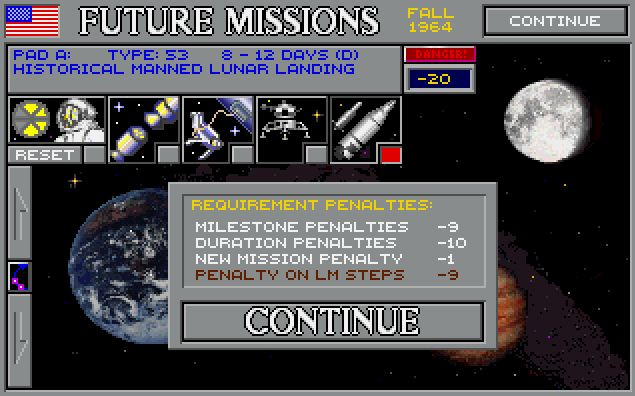 FUTURE MISSIONS
FALL
1964
CONTINUE
PAD A: TYPE: 53 8 - 12 DAYS (D)
HISTORICAL MANNED LUNAR LANDING
DANGER!
-20
RESET
REQUIREMENT PENALTIES:
MILESTONE PENALTIES -9
DURATION PENALTIES -10
NEW MISSION PENALTY -1
PENALTY ON LM STEPS -9
CONTINUE